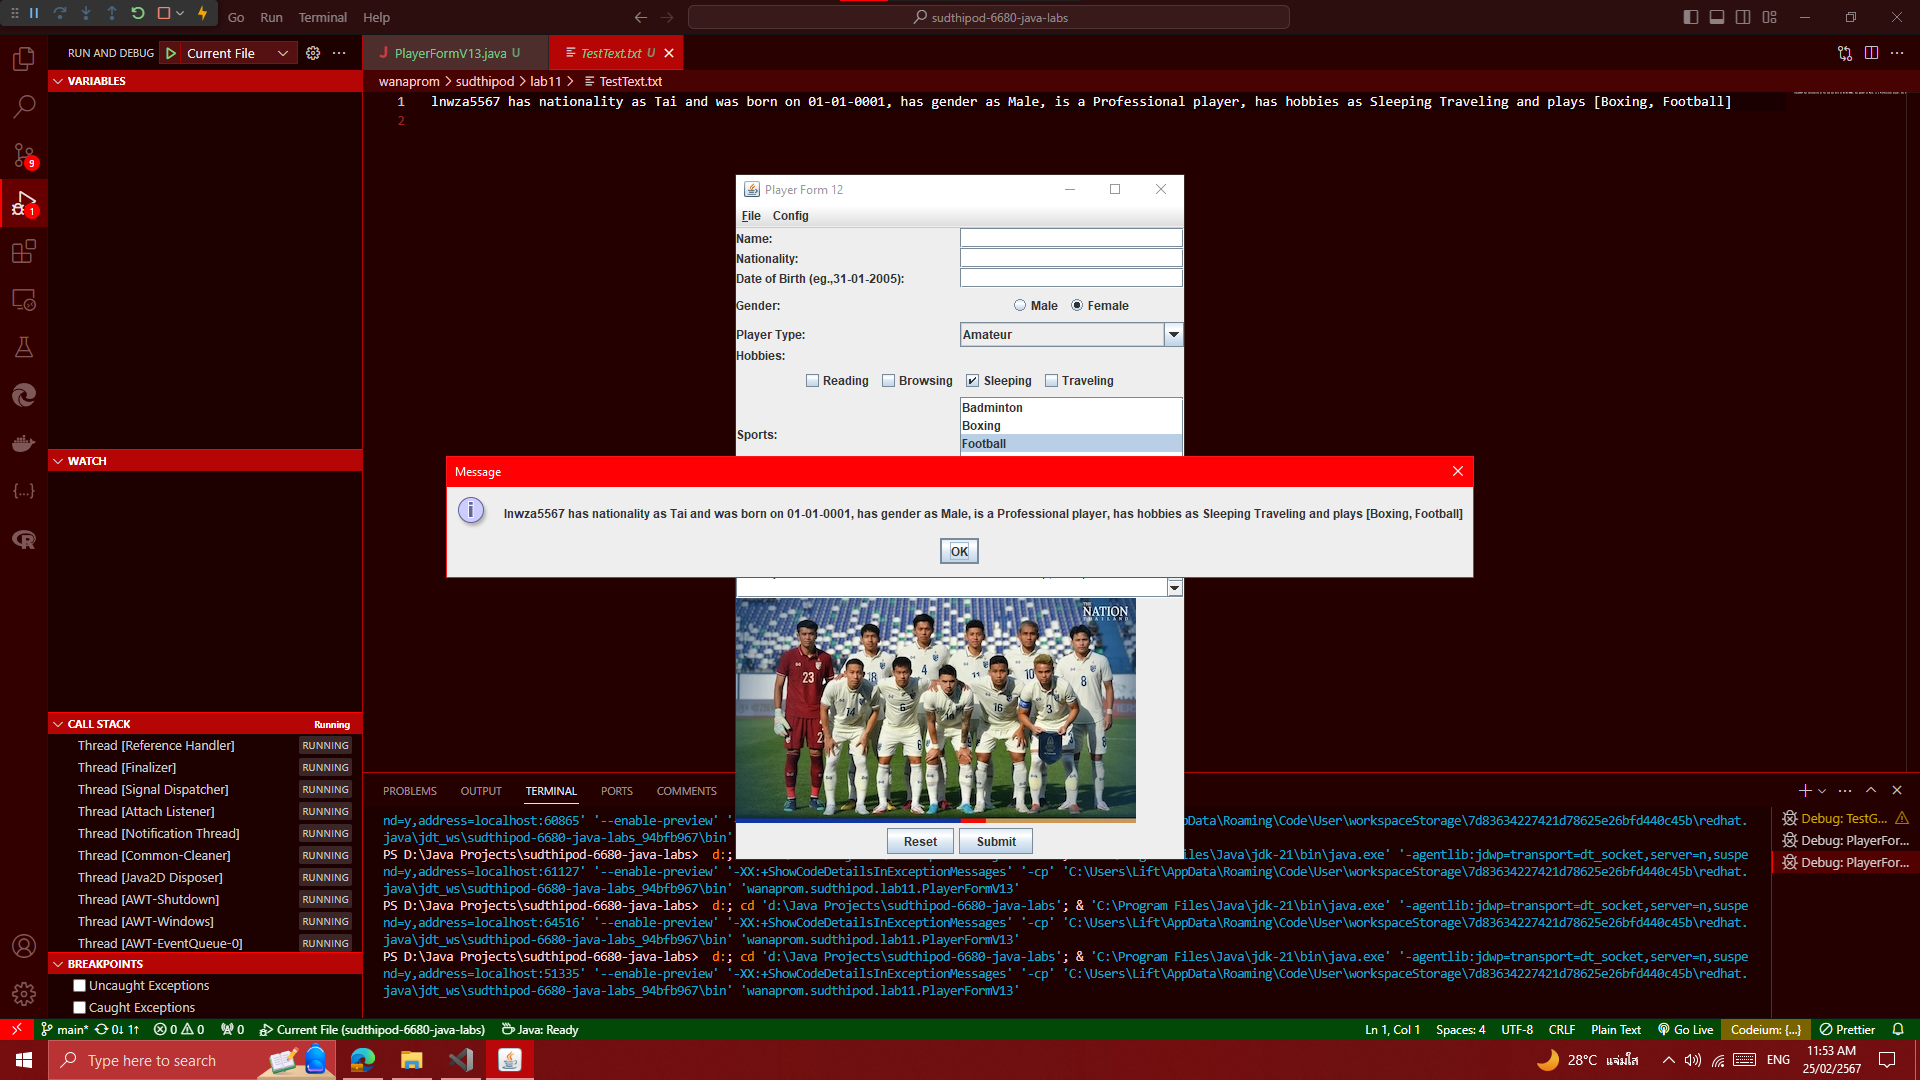 Go Run Terminal Help
sudthipod-6680-java-labs
RUN AND DEBUG Current File
PlayerFormV13.java U
TestText.txt U
VARIABLES
wanaprom > sudthipod > lab11 > TestText.txt
1 lnwza5567 has nationality as Tai and was born on 01-01-0001, has gender as Male, is a Professional player, has hobbies as Sleeping Traveling and plays [Boxing, Football]
2
9
1
Player Form 12
File Config
Name:
Nationality:
Date of Birth (eg.,31-01-2005):
Gender: Male Female
Player Type: Amateur
Hobbies:
Reading Browsing Sleeping Traveling
Badminton
Boxing
Sports:
Football
WATCH
Message
lnwza5567 has nationality as Tai and was born on 01-01-0001, has gender as Male, is a Professional player, has hobbies as Sleeping Traveling and plays [Boxing, Football]
OK
THE NATION
THAILAND
23
18
4
10
8
14
6
16
3
Reset Submit
CALL STACK Running
Thread [Reference Handler] RUNNING
Thread [Finalizer] RUNNING
Thread [Signal Dispatcher] RUNNING
Thread [Attach Listener] RUNNING
Thread [Notification Thread] RUNNING
Thread [Common-Cleaner] RUNNING
Thread [Java2D Disposer] RUNNING
Thread [AWT-Shutdown] RUNNING
Thread [AWT-Windows] RUNNING
Thread [AWT-EventQueue-0] RUNNING
BREAKPOINTS
Uncaught Exceptions
Caught Exceptions
PROBLEMS OUTPUT TERMINAL PORTS COMMENTS
nd=y,address=localhost:60865' '--enable-preview' '- AppData\Roaming\Code\User\workspaceStorage\7d83634227421d78625e26bfd440c45b\redhat.
java\jdt_ws\sudthipod-6680-java-labs_94bfb967\bin'
PS D:\Java Projects\sudthipod-6680-java-labs> d:; iles\Java\jdk-21\bin\java.exe' '-agentlib:jdwp=transport=dt_socket,server=n,suspe
nd=y,address=localhost:61127' '--enable-preview' '-XX:+ShowCodeDetailsInExceptionMessages' '-cp' 'C:\Users\Lift\AppData\Roaming\Code\User\workspaceStorage\7d83634227421d78625e26bfd440c45b\redhat.
java\jdt_ws\sudthipod-6680-java-labs_94bfb967\bin' 'wanaprom.sudthipod.lab11.PlayerFormV13'
PS D:\Java Projects\sudthipod-6680-java-labs> d:; cd 'd:\Java Projects\sudthipod-6680-java-labs'; & 'C:\Program Files\Java\jdk-21\bin\java.exe' '-agentlib:jdwp=transport=dt_socket,server=n,suspe
nd=y,address=localhost:64516' '--enable-preview' '-XX:+ShowCodeDetailsInExceptionMessages' '-cp' 'C:\Users\Lift\AppData\Roaming\Code\User\workspaceStorage\7d83634227421d78625e26bfd440c45b\redhat.
java\jdt_ws\sudthipod-6680-java-labs_94bfb967\bin' 'wanaprom.sudthipod.lab11.PlayerFormV13'
PS D:\Java Projects\sudthipod-6680-java-labs> d:; cd 'd:\Java Projects\sudthipod-6680-java-labs'; & 'C:\Program Files\Java\jdk-21\bin\java.exe' '-agentlib:jdwp=transport=dt_socket,server=n,suspe
nd=y,address=localhost:51335' '--enable-preview' '-XX:+ShowCodeDetailsInExceptionMessages' '-cp' 'C:\Users\Lift\AppData\Roaming\Code\User\workspaceStorage\7d83634227421d78625e26bfd440c45b\redhat.
java\jdt_ws\sudthipod-6680-java-labs_94bfb967\bin' 'wanaprom.sudthipod.lab11.PlayerFormV13'
Debug: TestG...
Debug: PlayerFor...
Debug: PlayerFor...
main* 0↓ 1↑ 0 0 0 Current File (sudthipod-6680-java-labs) Java: Ready
Ln 1, Col 1 Spaces: 4 UTF-8 CRLF Plain Text Go Live Codeium: {...} Prettier
Type here to search
28°C แจ่มใส ENG
11:53 AM
25/02/2567